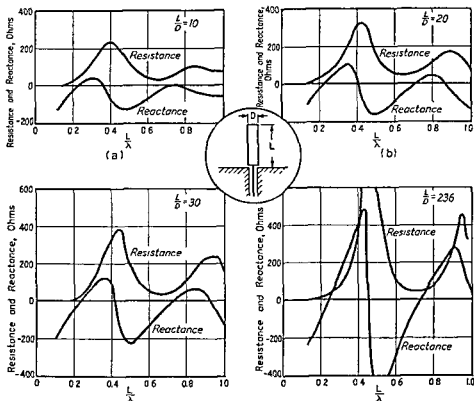 L/D = 10
Resistance and Reactance, Ohms
400
200
0
-200
Resistance
Reactance
0 0.2 0.4 0.6 0.8 1.0
L/λ
(a)
L/D = 20
Resistance and Reactance, Ohms
400
200
0
-200
Resistance
Reactance
0 0.2 0.4 0.6 0.8 1.0
L/λ
(b)
D
L
L/D = 30
Resistance and Reactance, Ohms
400
200
0
-200
-400
Resistance
Reactance
0 0.2 0.4 0.6 0.8 1.0
L/λ
L/D = 236
Resistance and Reactance, Ohms
400
200
0
-200
-400
Resistance
Reactance
0 0.2 0.4 0.6 0.8 1.0
L/λ